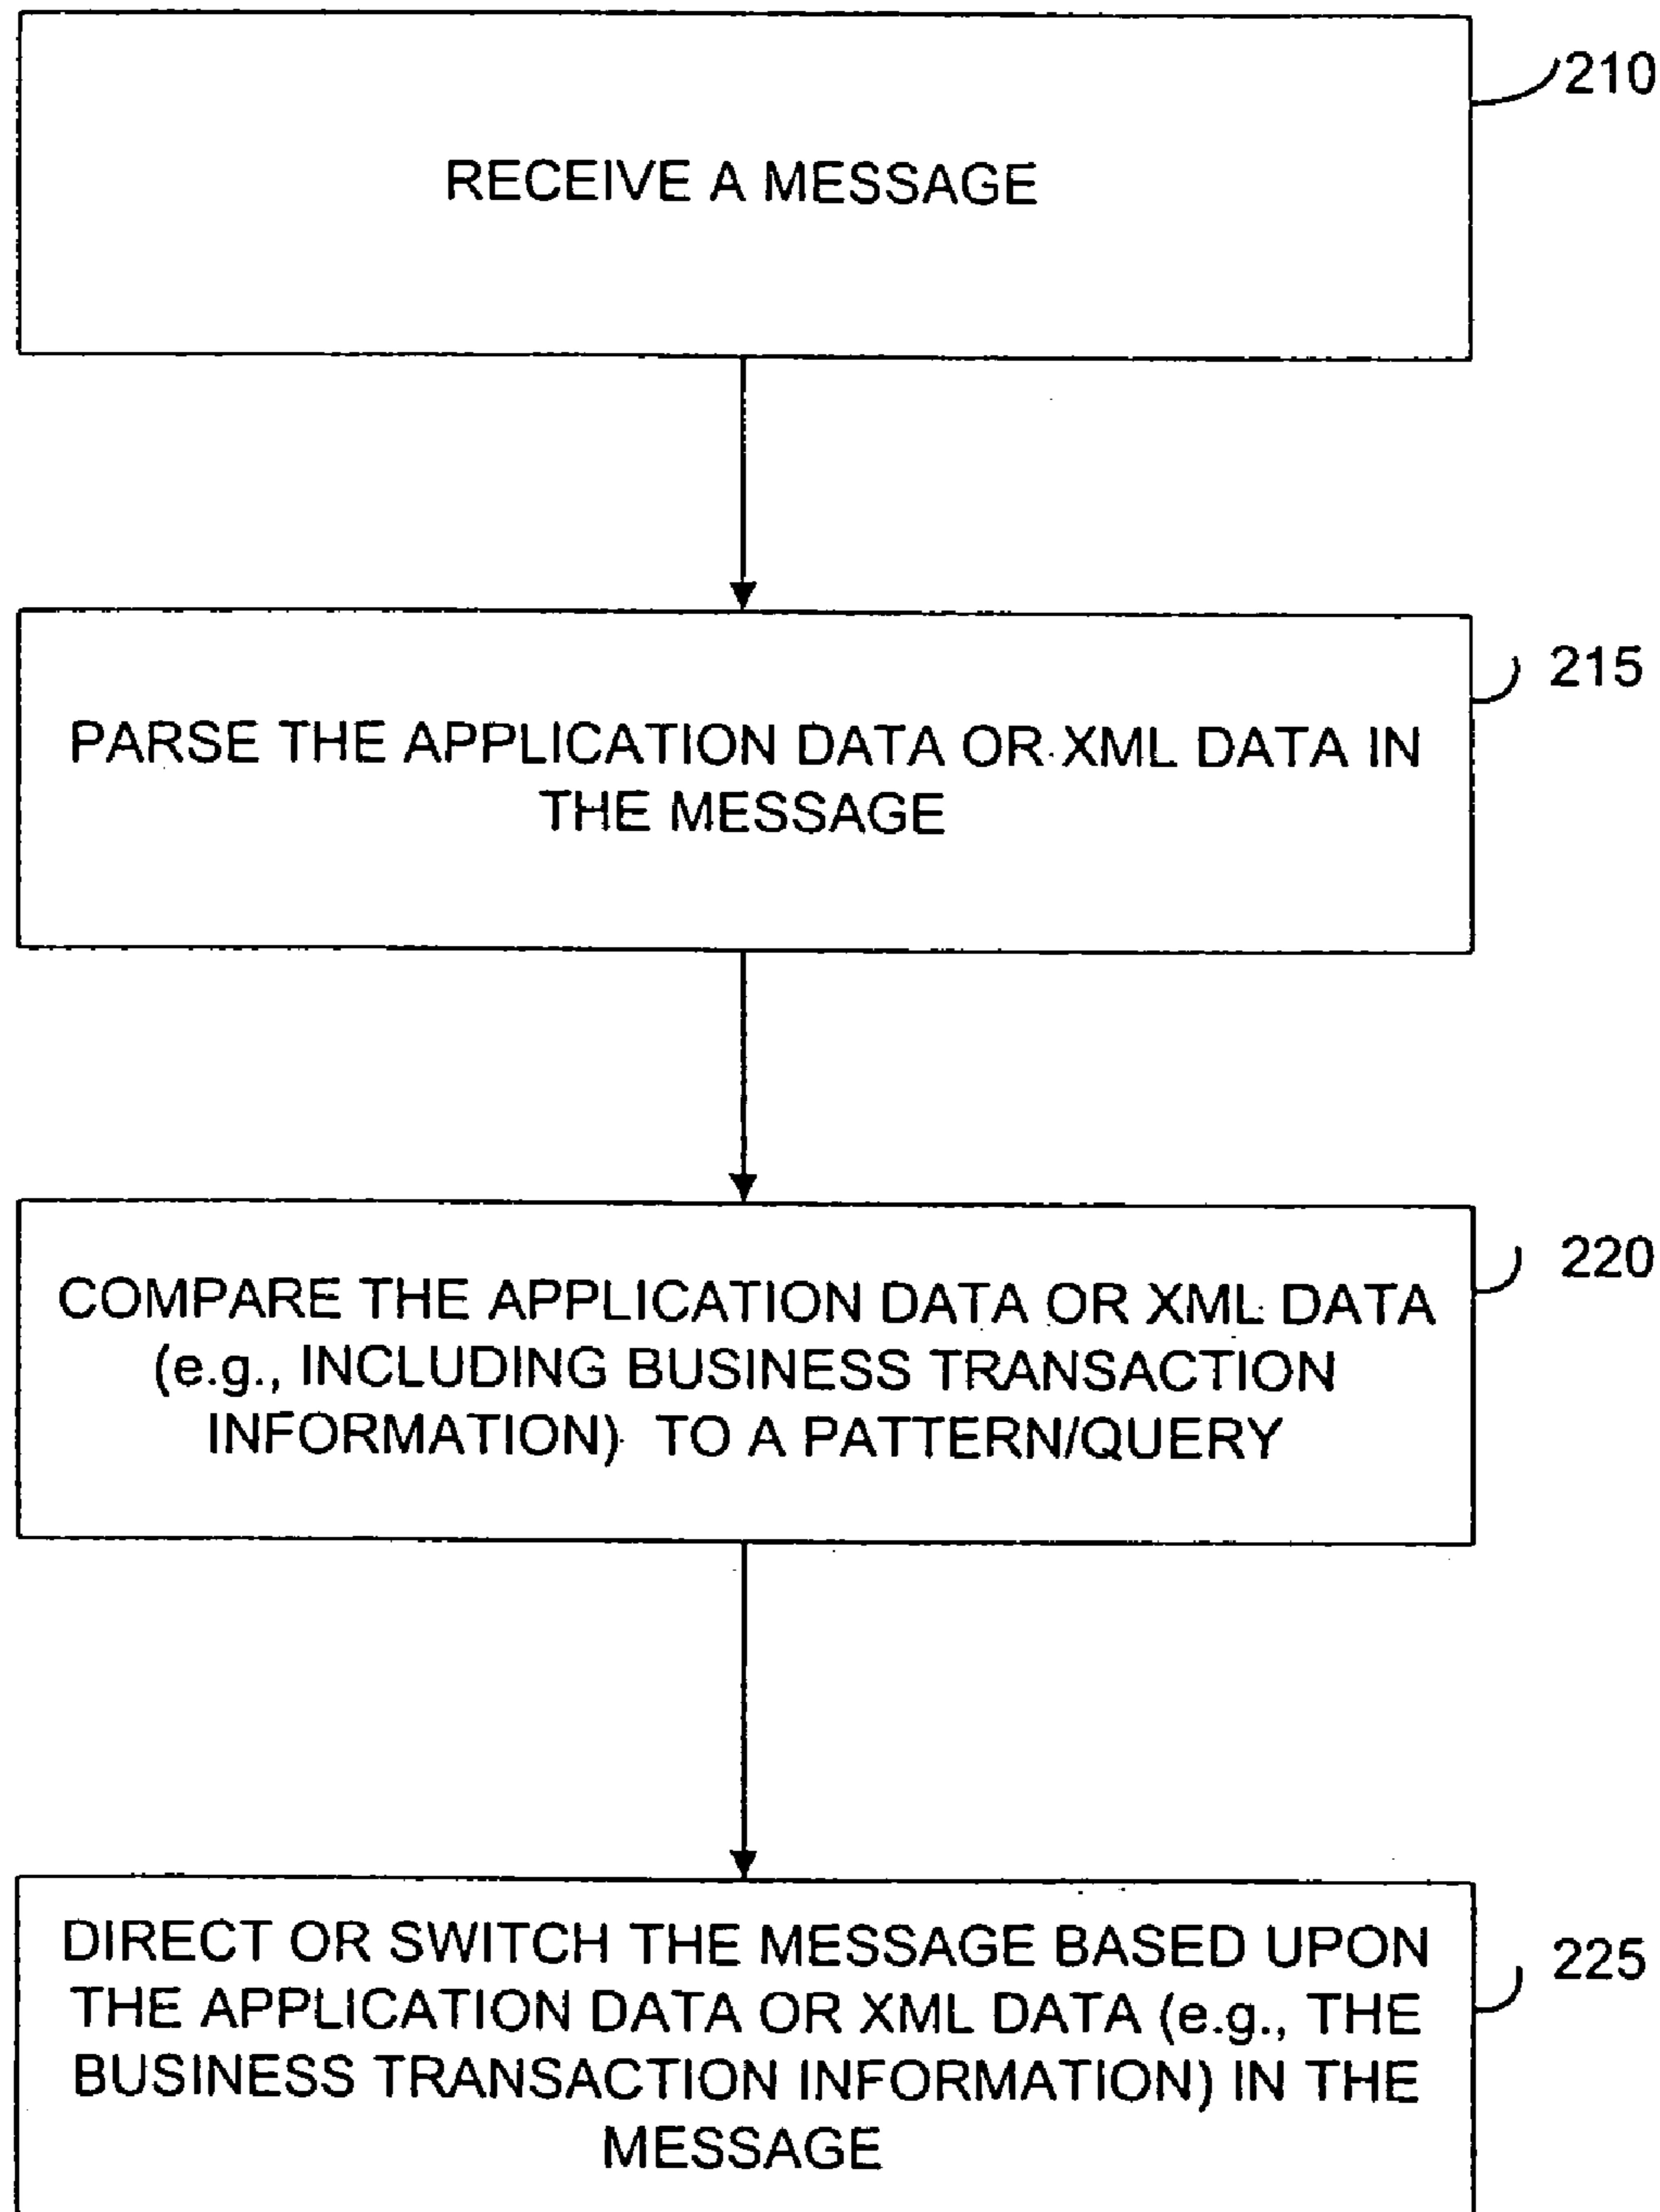 210
RECEIVE A MESSAGE
215
PARSE THE APPLICATION DATA OR XML DATA IN
THE MESSAGE
220
COMPARE THE APPLICATION DATA OR XML DATA
(e.g., INCLUDING BUSINESS TRANSACTION
INFORMATION) TO A PATTERN/QUERY
225
DIRECT OR SWITCH THE MESSAGE BASED UPON
THE APPLICATION DATA OR XML DATA (e.g., THE
BUSINESS TRANSACTION INFORMATION) IN THE
MESSAGE